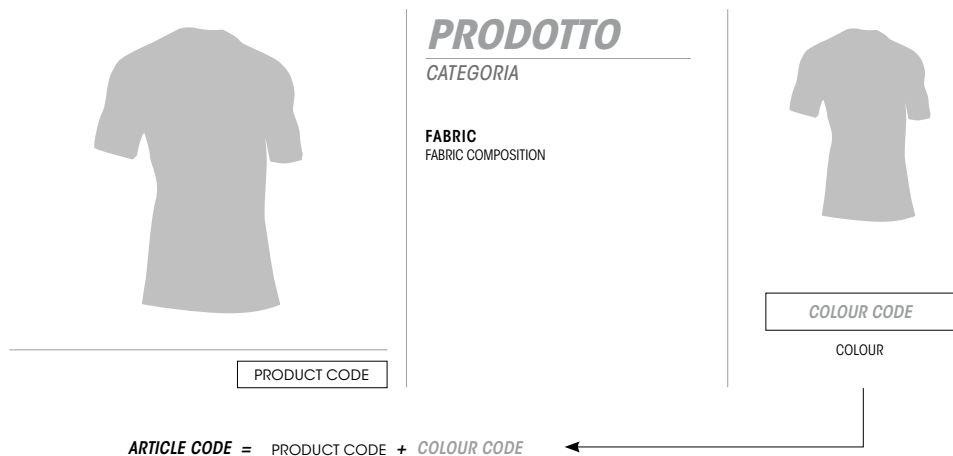 PRODOTTO
CATEGORIA
FABRIC
FABRIC COMPOSITION
COLOUR CODE
COLOUR
PRODUCT CODE
ARTICLE CODE = PRODUCT CODE + COLOUR CODE